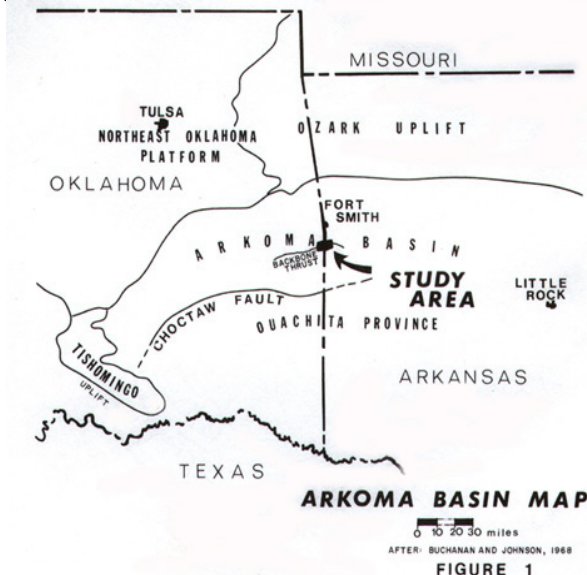 MISSOURI
TULSA
NORTHEAST OKLAHOMA
PLATFORM
OZARK UPLIFT
OKLAHOMA
FORT
SMITH
ARKOMA BASIN
BACKBONE
THRUST
STUDY
AREA
LITTLE
ROCK
CHOCTAW FAULT
OUACHITA PROVINCE
TISHOMINGO
UPLIFT
ARKANSAS
TEXAS
ARKOMA BASIN MAP
0 10 20 30 miles
AFTER: BUCHANAN AND JOHNSON, 1968
FIGURE 1